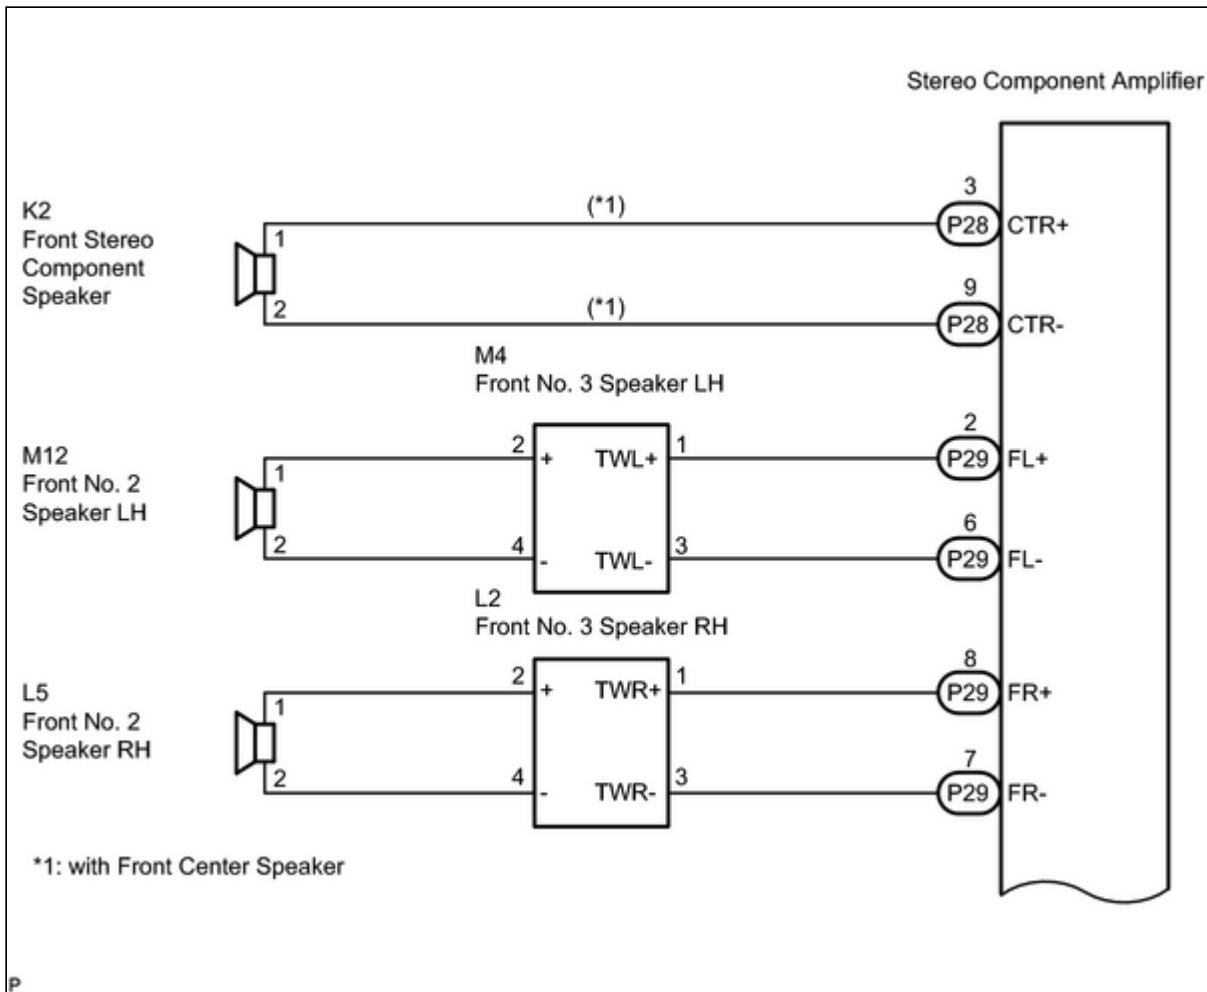 Stereo Component Amplifier
K2
Front Stereo
Component
Speaker
1
2
(*1)
(*1)
3
P28
CTR+
9
P28
CTR-
M4
Front No. 3 Speaker LH
M12
Front No. 2
Speaker LH
1
2
2
+
TWL+
1
4
-
TWL-
3
2
P29
FL+
6
P29
FL-
L2
Front No. 3 Speaker RH
L5
Front No. 2
Speaker RH
1
2
2
+
TWR+
1
4
-
TWR-
3
8
P29
FR+
7
P29
FR-
*1: with Front Center Speaker
P